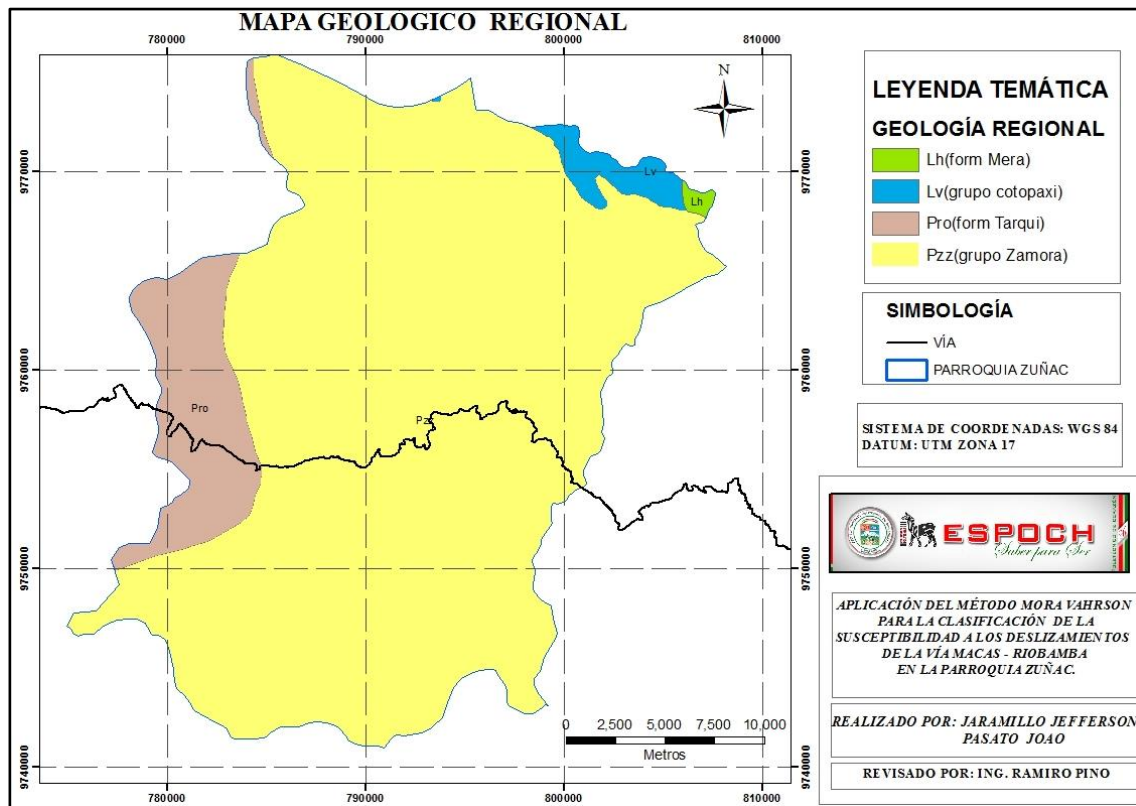 MAPA GEOLÓGICO REGIONAL
780000 790000 800000 810000
N
9770000 9770000
9760000 9760000
9750000 9750000
9740000 9740000
Lv
Lh
Pro
Pzz
0 2,500 5,000 7,500 10,000
Metros
780000 790000 800000 810000
LEYENDA TEMÁTICA
GEOLOGÍA REGIONAL
Lh(form Mera)
Lv(grupo cotopaxi)
Pro(form Tarqui)
Pzz(grupo Zamora)
SIMBOLOGÍA
VÍA
PARROQUIA ZUÑAC
SISTEMA DE COORDENADAS: WGS 84
DATUM: UTM ZONA 17
ESPOCH
Saber para Ser
APLICACIÓN DEL MÉTODO MORA VAHRSON
PARA LA CLASIFICACIÓN DE LA
SUSCEPTIBILIDAD A LOS DESLIZAMIENTOS
DE LA VÍA MACAS - RIOBAMBA
EN LA PARROQUIA ZUÑAC.
REALIZADO POR: JARAMILLO JEFFERSON
PASATO JOAO
REVISADO POR: ING. RAMIRO PINO